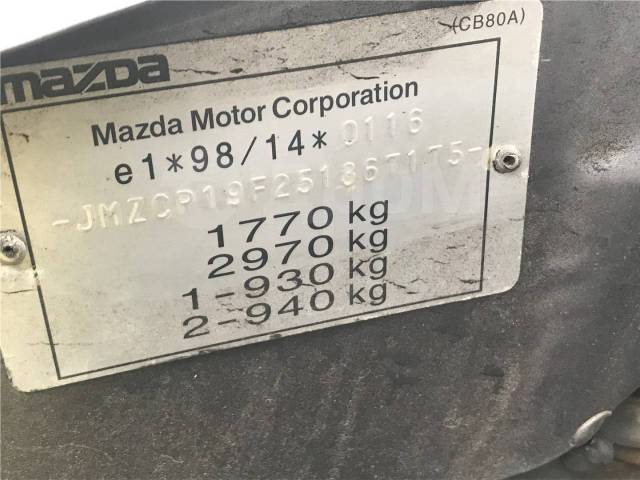 (CB80A)
mazda
Mazda Motor Corporation
e1*98/14* 0116
-JMZCP19F251367175-
1770 kg
2970 kg
1-930 kg
2-940 kg